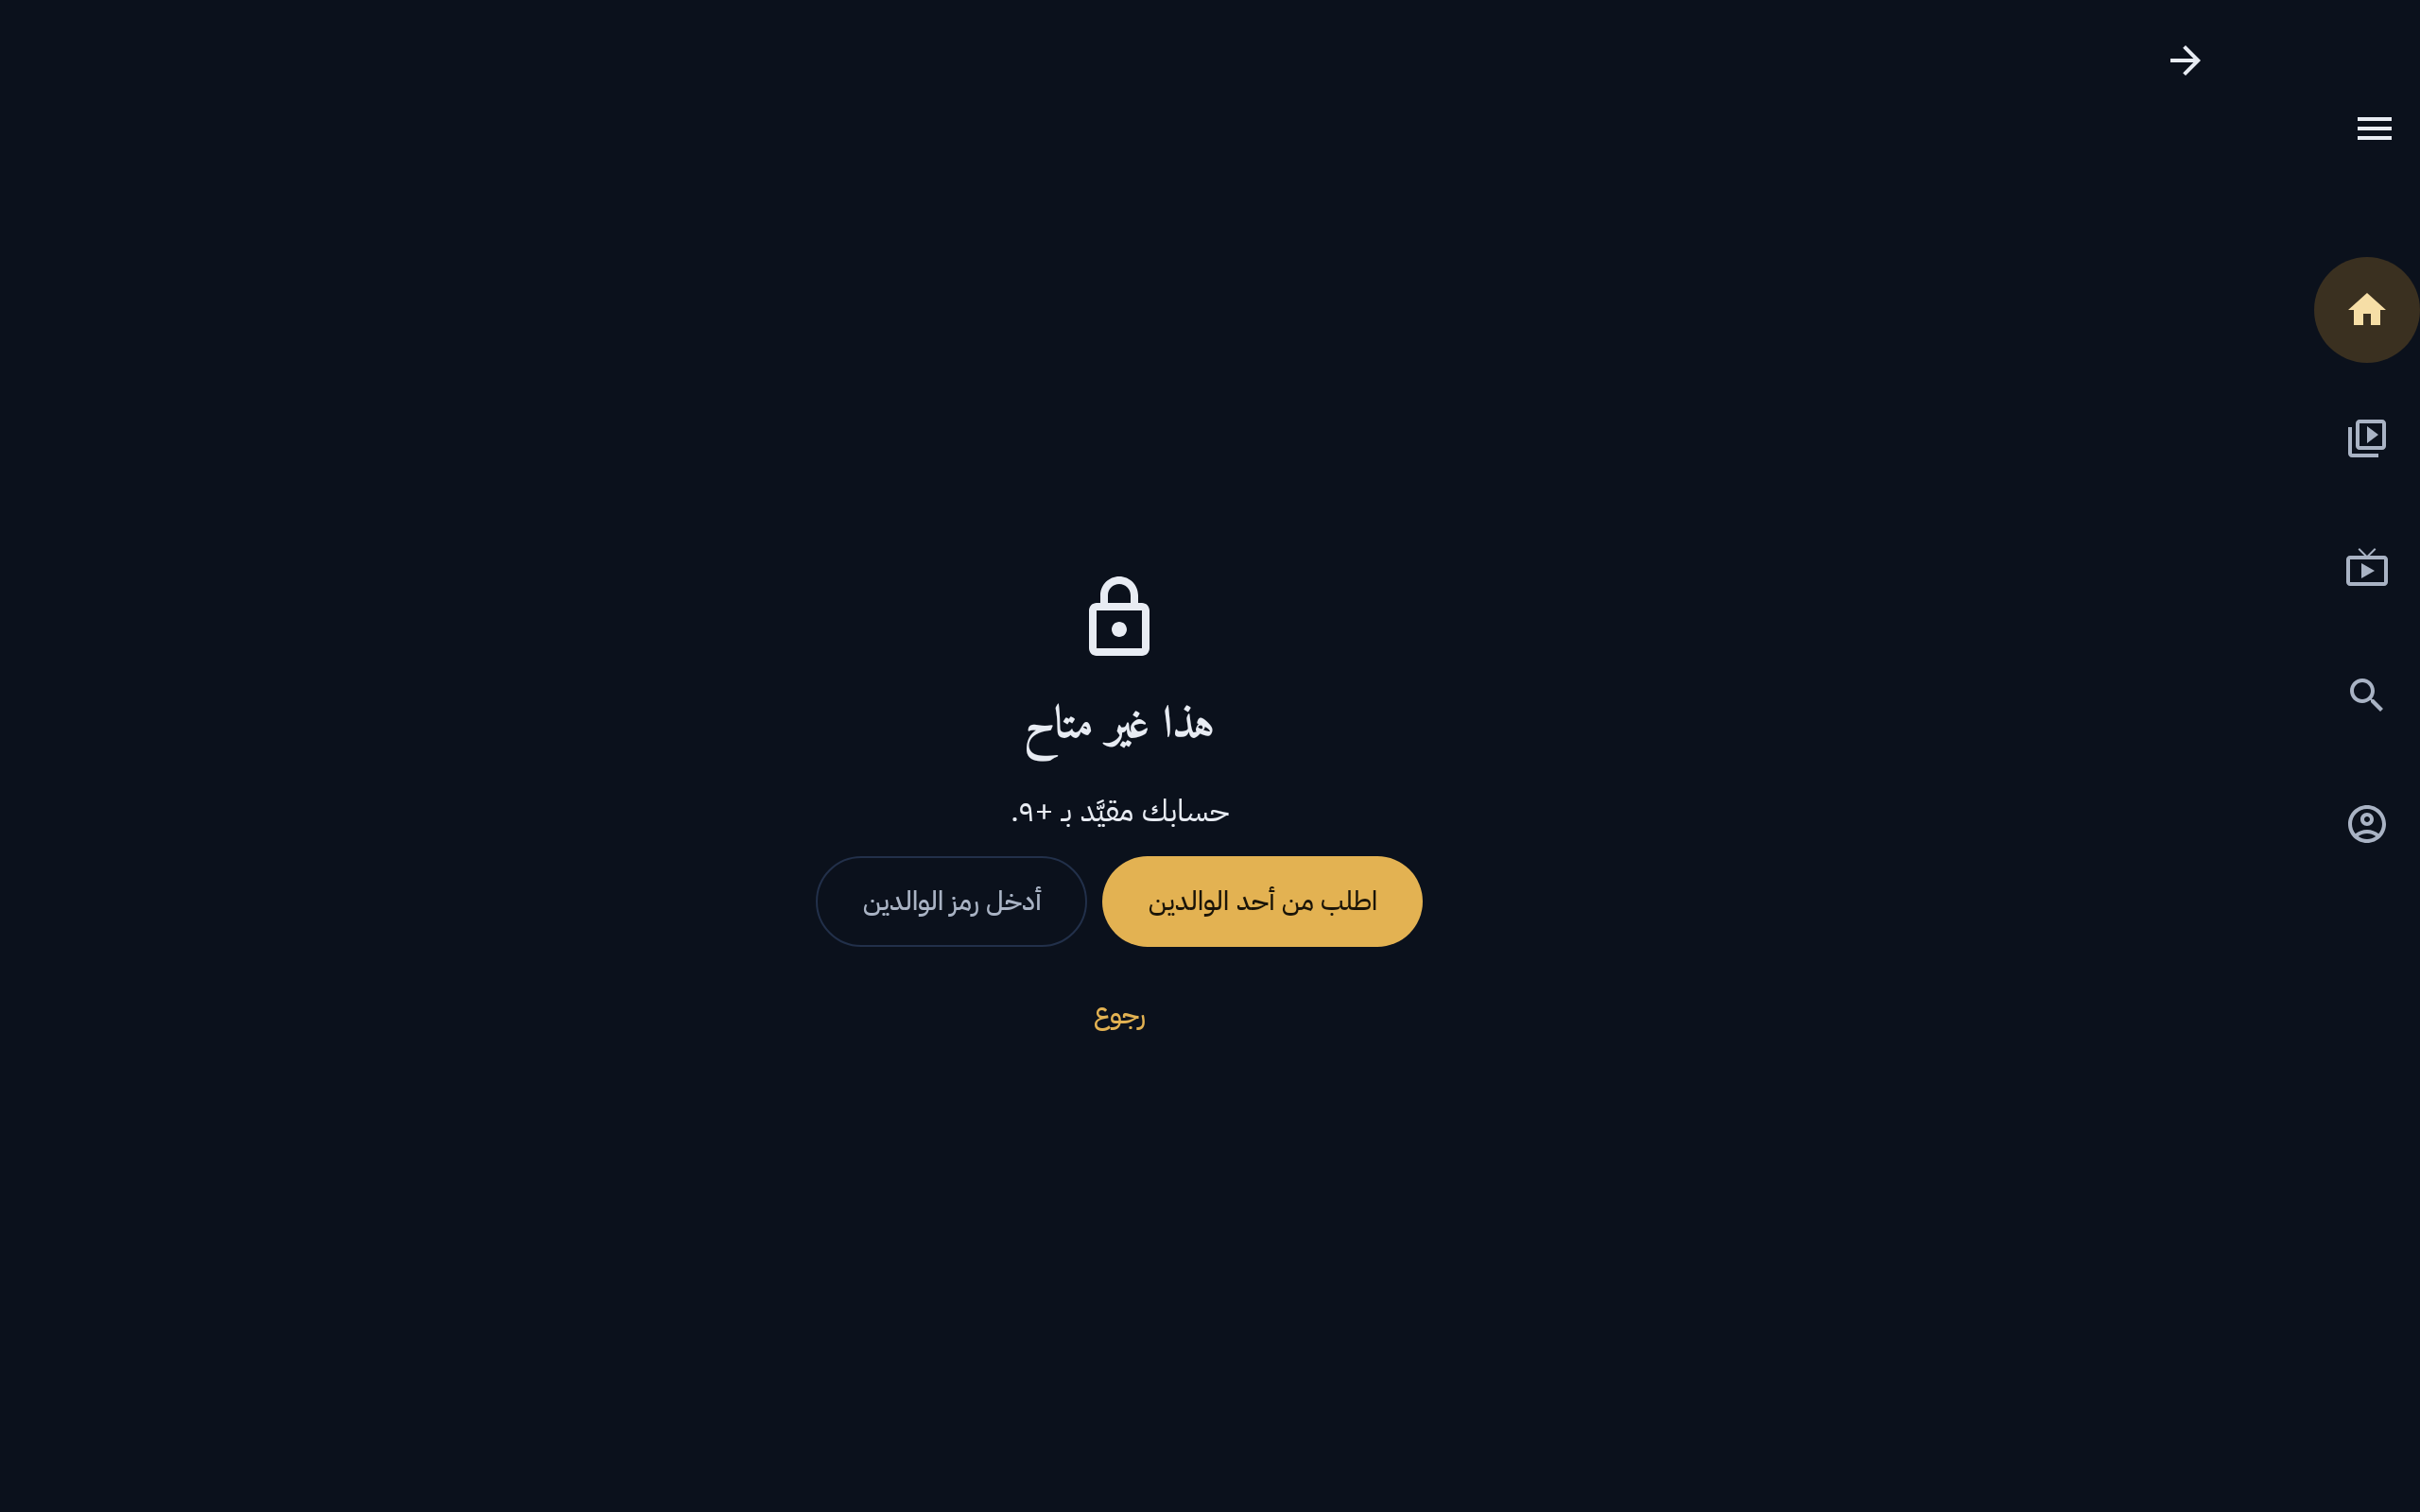 هذا غير متاح
حسابك مقيَّد بـ +٩.
اطلب من أحد الوالدين
أدخل رمز الوالدين
رجوع